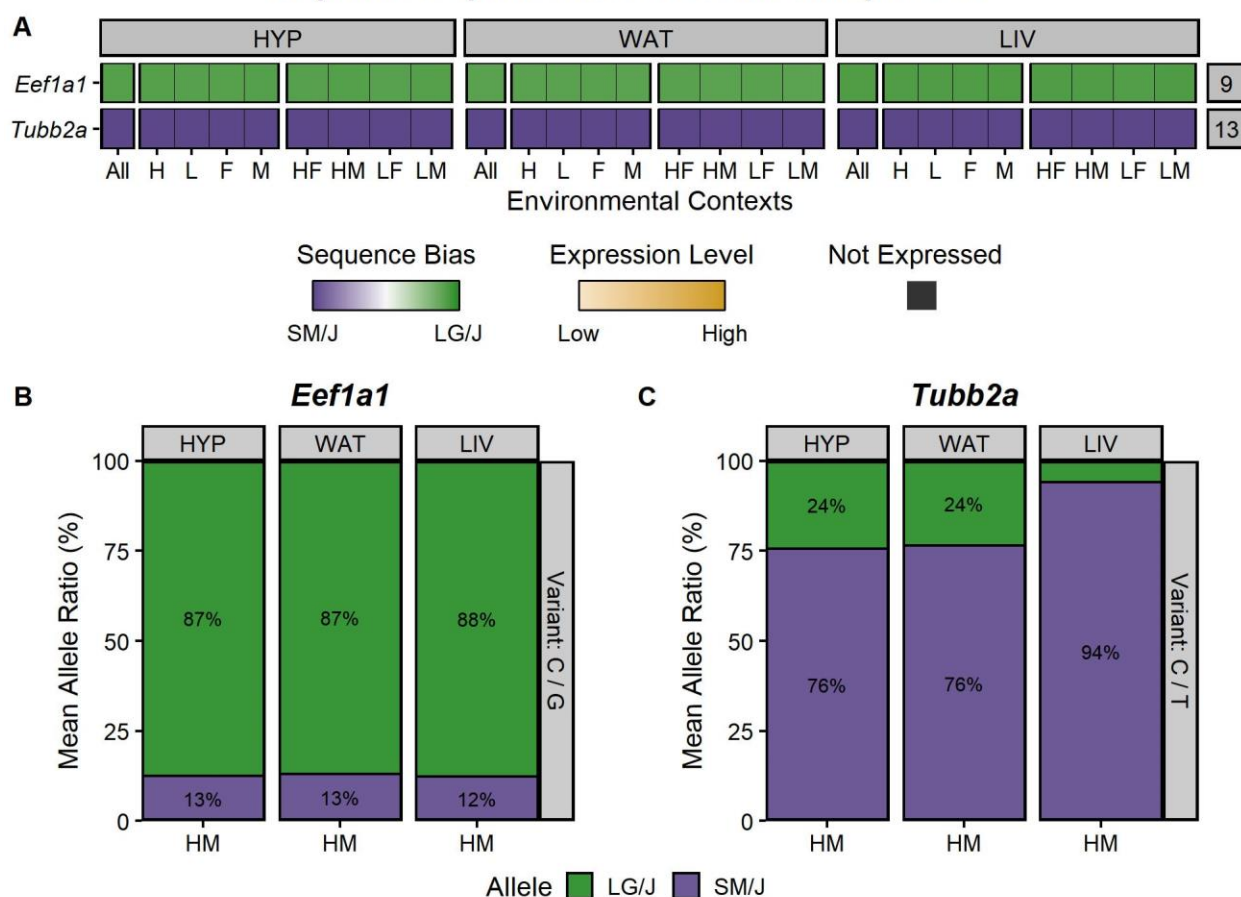 A
HYP WAT LIV
Eef1a1 9
Tubb2a 13
All H L F M HF HM LF LM All H L F M HF HM LF LM All H L F M HF HM LF LM
Environmental Contexts
Sequence Bias Expression Level Not Expressed
SM/J LG/J Low High
B Eef1a1
HYP WAT LIV
100
75
50
25
0
Mean Allele Ratio (%)
87% 87% 88%
13% 13% 12%
HM HM HM
Variant: C / G
C Tubb2a
HYP WAT LIV
100
75
50
25
0
Mean Allele Ratio (%)
24% 24%
76% 76% 94%
HM HM HM
Variant: C / T
Allele LG/J SM/J